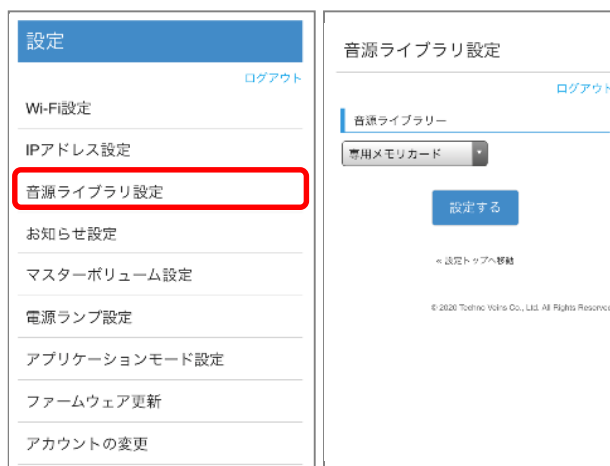 設定
ログアウト
Wi-Fi設定
IPアドレス設定
音源ライブラリ設定
お知らせ設定
マスターボリューム設定
電源ランプ設定
アプリケーションモード設定
ファームウェア更新
アカウントの変更
音源ライブラリ設定
ログアウト
音源ライブラリー
専用メモリカード
設定する
« 設定トップへ移動
© 2020 Techno Veins Co., Ltd. All Rights Reserved